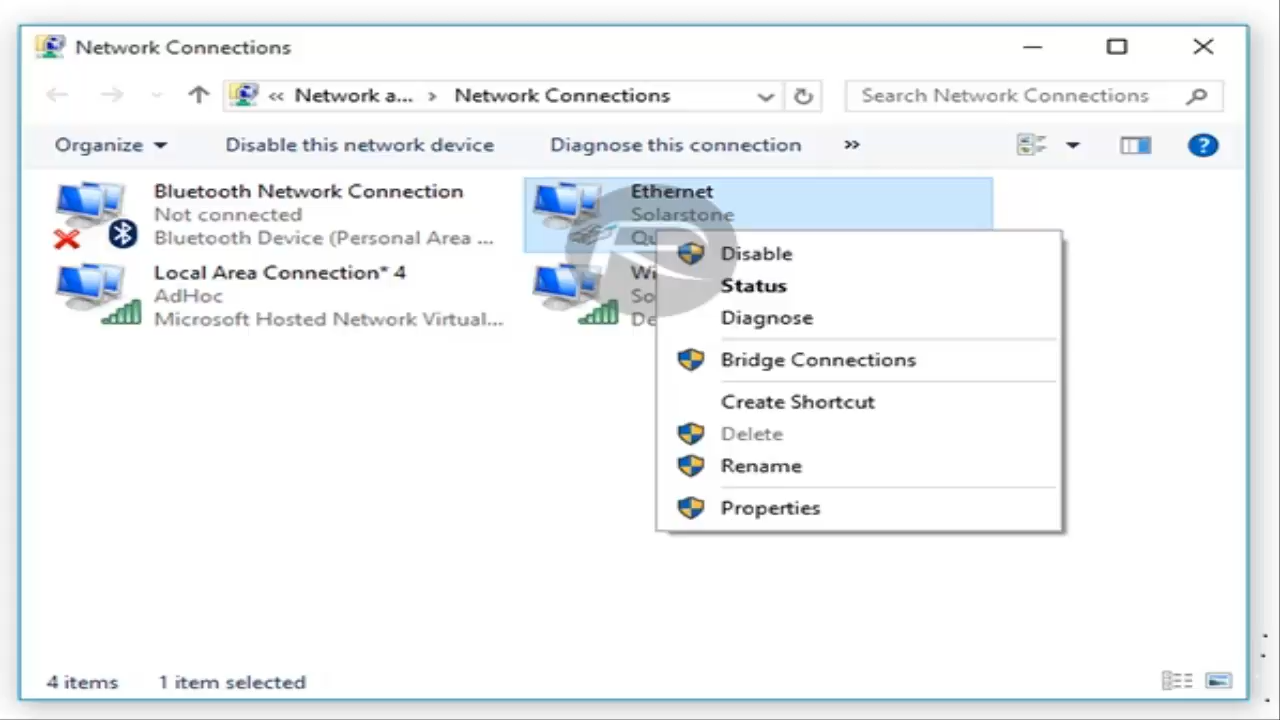 Network Connections
« Network a... › Network Connections
Search Network Connections
Organize
Disable this network device
Diagnose this connection
»
?
Bluetooth Network Connection
Not connected
Bluetooth Device (Personal Area ...
Ethernet
Solarstone
Local Area Connection* 4
AdHoc
Microsoft Hosted Network Virtual...
Disable
Status
Diagnose
Bridge Connections
Create Shortcut
Delete
Rename
Properties
4 items
1 item selected